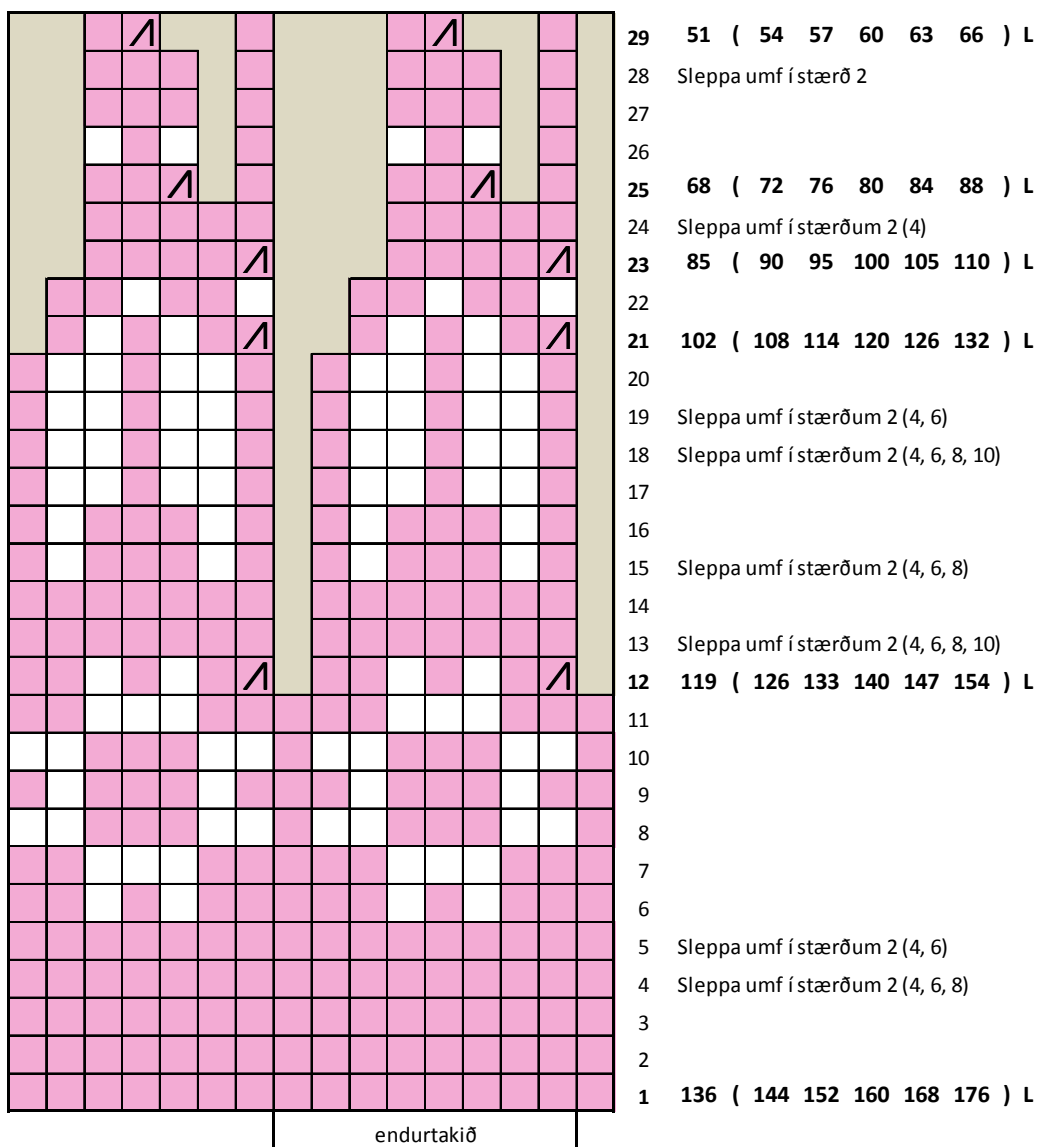 29 51 ( 54 57 60 63 66 ) L
28 Sleppa umf í stærð 2
27
26
25 68 ( 72 76 80 84 88 ) L
24 Sleppa umf í stærðum 2 (4)
23 85 ( 90 95 100 105 110 ) L
22
21 102 ( 108 114 120 126 132 ) L
20
19 Sleppa umf í stærðum 2 (4, 6)
18 Sleppa umf í stærðum 2 (4, 6, 8, 10)
17
16
15 Sleppa umf í stærðum 2 (4, 6, 8)
14
13 Sleppa umf í stærðum 2 (4, 6, 8, 10)
12 119 ( 126 133 140 147 154 ) L
11
10
9
8
7
6
5 Sleppa umf í stærðum 2 (4, 6)
4 Sleppa umf í stærðum 2 (4, 6, 8)
3
2
1 136 ( 144 152 160 168 176 ) L
endurtakið